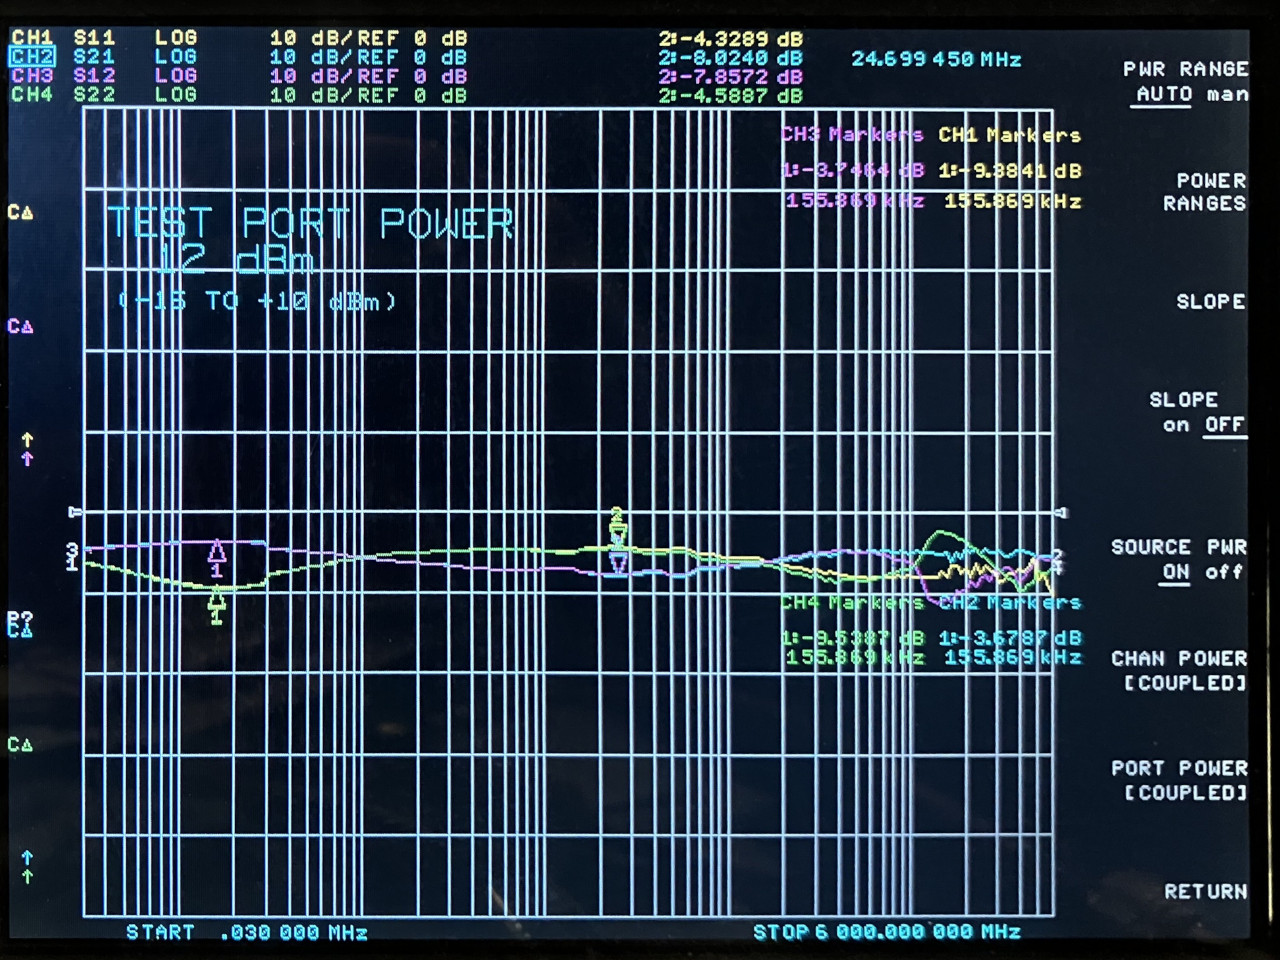 CH1 S11 LOG 10 dB/REF 0 dB 2:-4.3289 dB
CH2 S21 LOG 10 dB/REF 0 dB 2:-8.0240 dB 24.699 450 MHz
CH3 S12 LOG 10 dB/REF 0 dB 2:-7.8572 dB
CH4 S22 LOG 10 dB/REF 0 dB 2:-4.5887 dB
PWR RANGE
AUTO man
CH3 Markers CH1 Markers
1:-3.7464 dB 1:-9.3841 dB
155.869 kHz 155.869 kHz
POWER
RANGES
C∆
TEST PORT POWER
12 dBm
(-15 TO +10 dBm)
SLOPE
C∆
SLOPE
on OFF
↑
↑
2
3
1
1
1
2
SOURCE PWR
ON off
P?
C∆
CH4 Markers CH2 Markers
1:-9.5387 dB 1:-3.6787 dB
155.869 kHz 155.869 kHz
CHAN POWER
[COUPLED]
C∆
PORT POWER
[COUPLED]
↑
↑
RETURN
START .030 000 MHz STOP 6 000.000 000 MHz